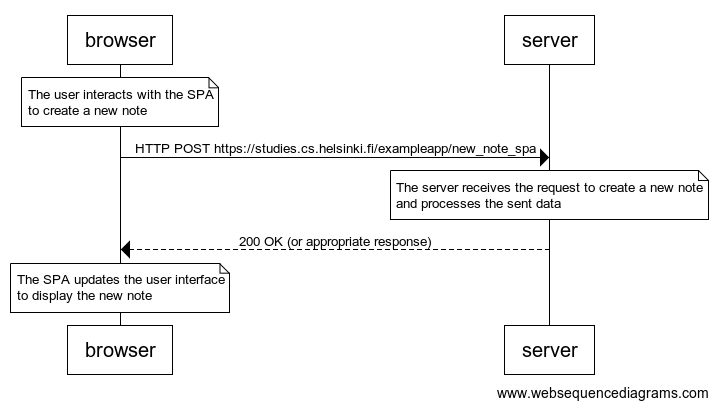 browser
server
The user interacts with the SPA
to create a new note
HTTP POST https://studies.cs.helsinki.fi/exampleapp/new_note_spa
The server receives the request to create a new note
and processes the sent data
200 OK (or appropriate response)
The SPA updates the user interface
to display the new note
browser
server
www.websequencediagrams.com